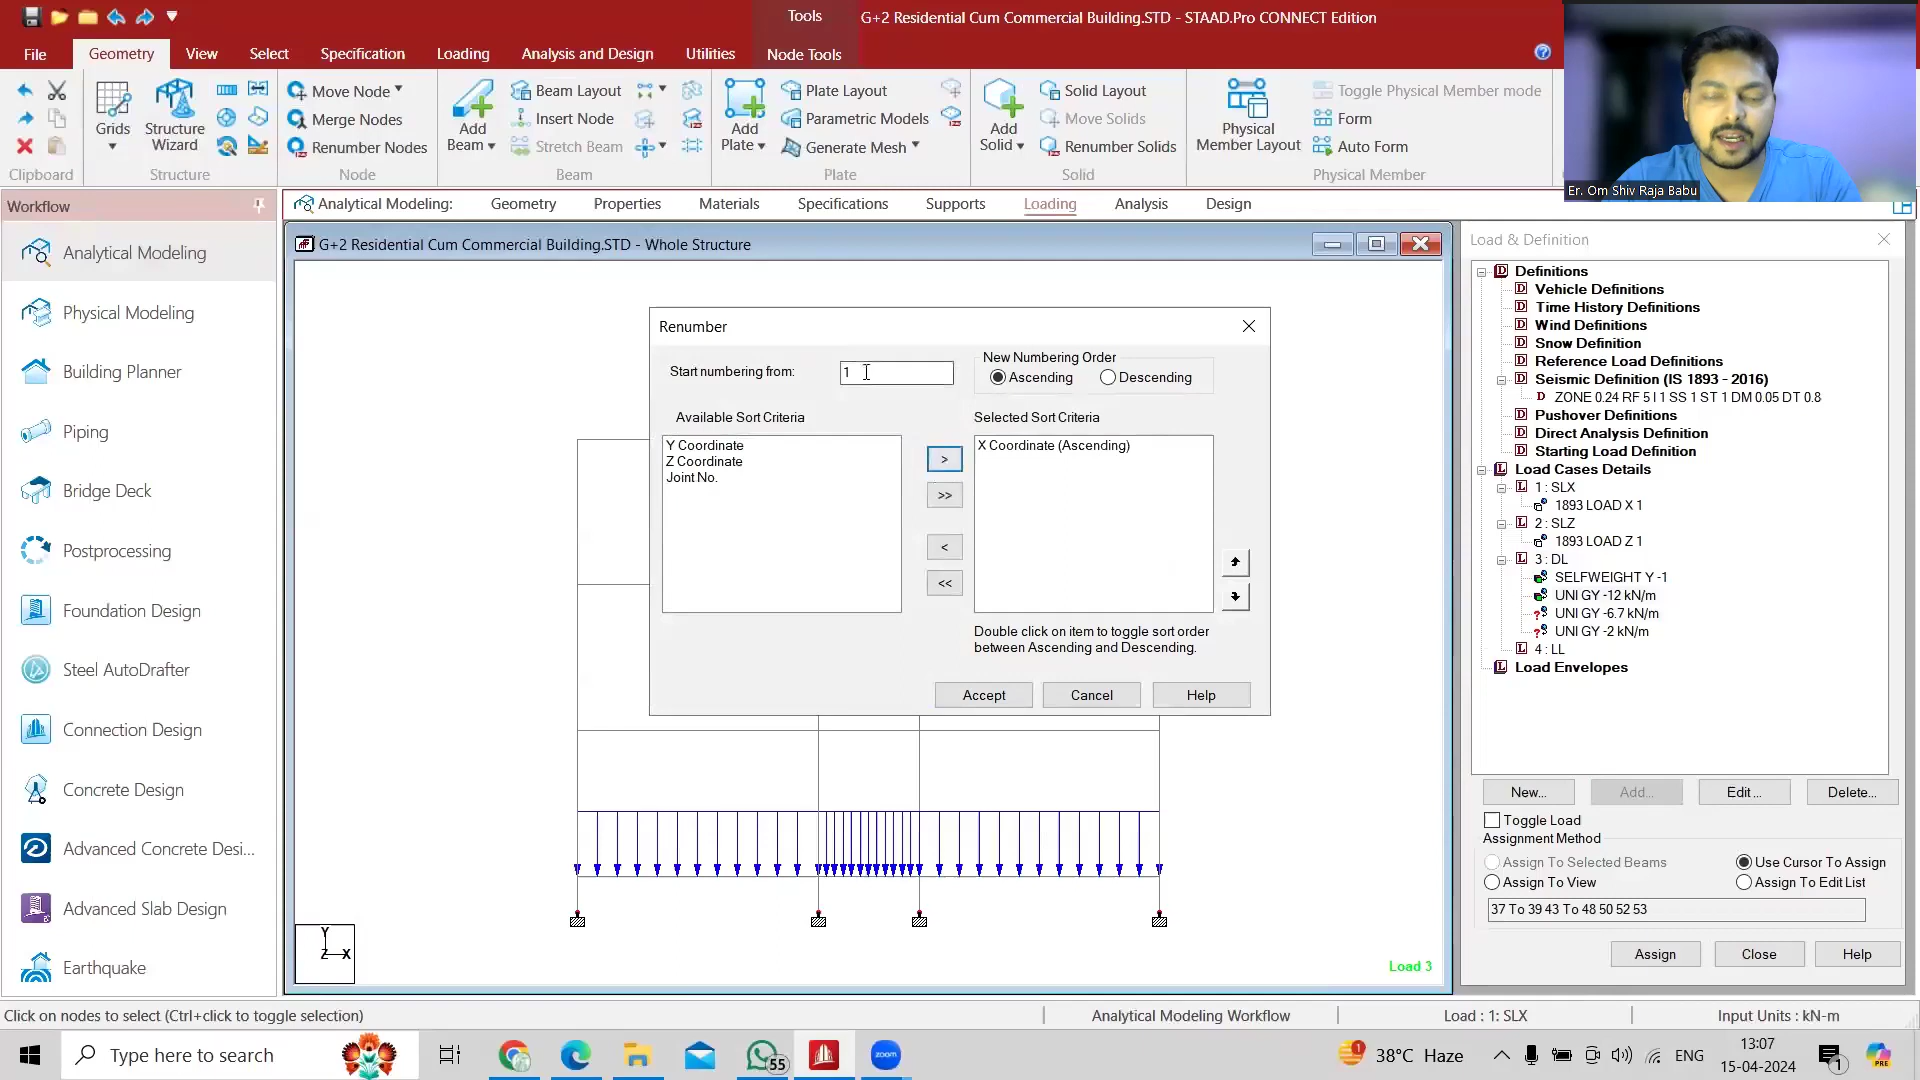 Tools
G+2 Residential Cum Commercial Building.STD - STAAD.Pro CONNECT Edition
File
Geometry
View
Select
Specification
Loading
Analysis and Design
Utilities
Node Tools
Grids
Structure Wizard
Structure
Clipboard
Move Node
Merge Nodes
Renumber Nodes
Node
Add Beam
Beam Layout
Insert Node
Stretch Beam
Beam
Add Plate
Plate Layout
Parametric Models
Generate Mesh
Plate
Add Solid
Solid Layout
Move Solids
Renumber Solids
Solid
Physical Member Layout
Toggle Physical Member mode
Form
Auto Form
Physical Member
Er. Om Shiv Raja Babu
Workflow
Analytical Modeling
Physical Modeling
Building Planner
Piping
Bridge Deck
Postprocessing
Foundation Design
Steel AutoDrafter
Connection Design
Concrete Design
Advanced Concrete Desi...
Advanced Slab Design
Earthquake
Analytical Modeling:
Geometry
Properties
Materials
Specifications
Supports
Loading
Analysis
Design
G+2 Residential Cum Commercial Building.STD - Whole Structure
Renumber
Start numbering from:
1
New Numbering Order
Ascending
Descending
Available Sort Criteria
Y Coordinate
Z Coordinate
Joint No.
>
>>
<
<<
Selected Sort Criteria
X Coordinate (Ascending)
Double click on item to toggle sort order
between Ascending and Descending.
Accept
Cancel
Help
Y
Z
X
Load 3
Load & Definition
Definitions
Vehicle Definitions
Time History Definitions
Wind Definitions
Snow Definition
Reference Load Definitions
Seismic Definition (IS 1893 - 2016)
ZONE 0.24 RF 5 I 1 SS 1 ST 1 DM 0.05 DT 0.8
Pushover Definitions
Direct Analysis Definition
Starting Load Definition
Load Cases Details
1 : SLX
1893 LOAD X 1
2 : SLZ
1893 LOAD Z 1
3 : DL
SELFWEIGHT Y -1
UNI GY -12 kN/m
UNI GY -6.7 kN/m
UNI GY -2 kN/m
4 : LL
Load Envelopes
New...
Add...
Edit...
Delete...
Toggle Load
Assignment Method
Assign To Selected Beams
Use Cursor To Assign
Assign To View
Assign To Edit List
37 To 39 43 To 48 50 52 53
Assign
Close
Help
Click on nodes to select (Ctrl+click to toggle selection)
Analytical Modeling Workflow
Load : 1: SLX
Input Units : kN-m
Type here to search
55
zoom
1
38°C Haze
ENG
13:07
15-04-2024
1
PRE